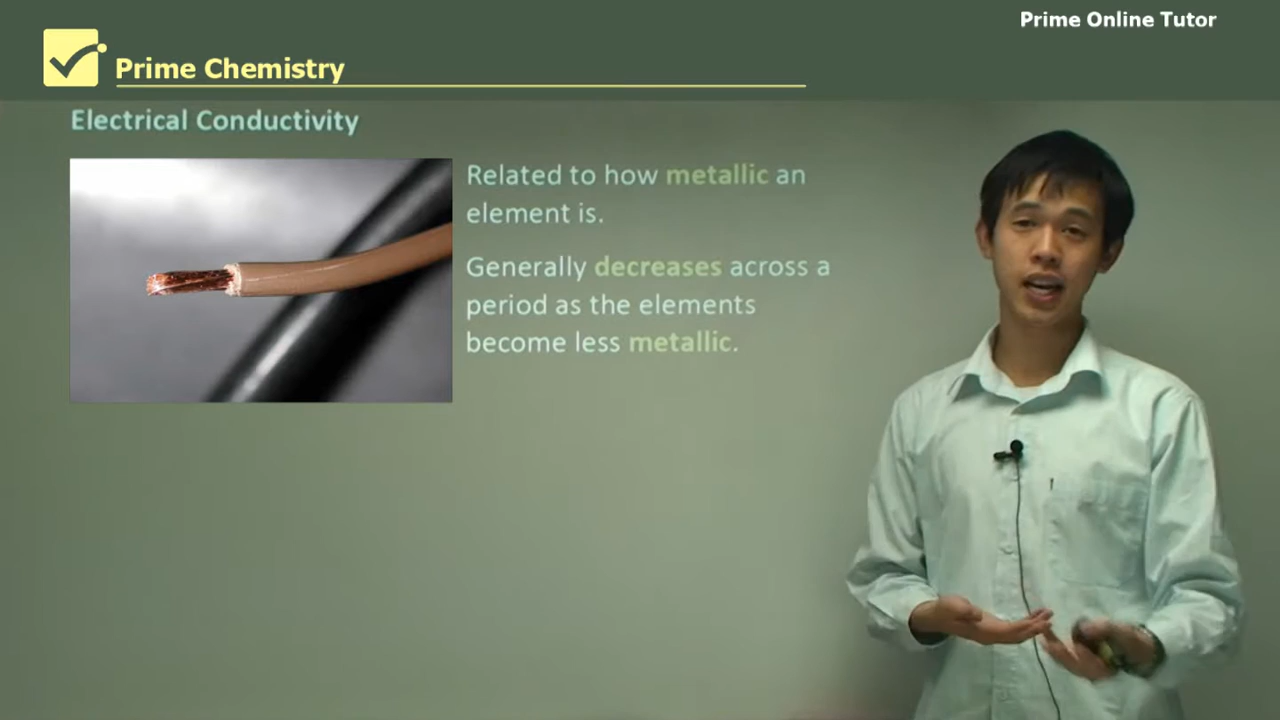 Prime Online Tutor
Prime Chemistry
Electrical Conductivity
Related to how metallic an
element is.
Generally decreases across a
period as the elements
become less metallic.